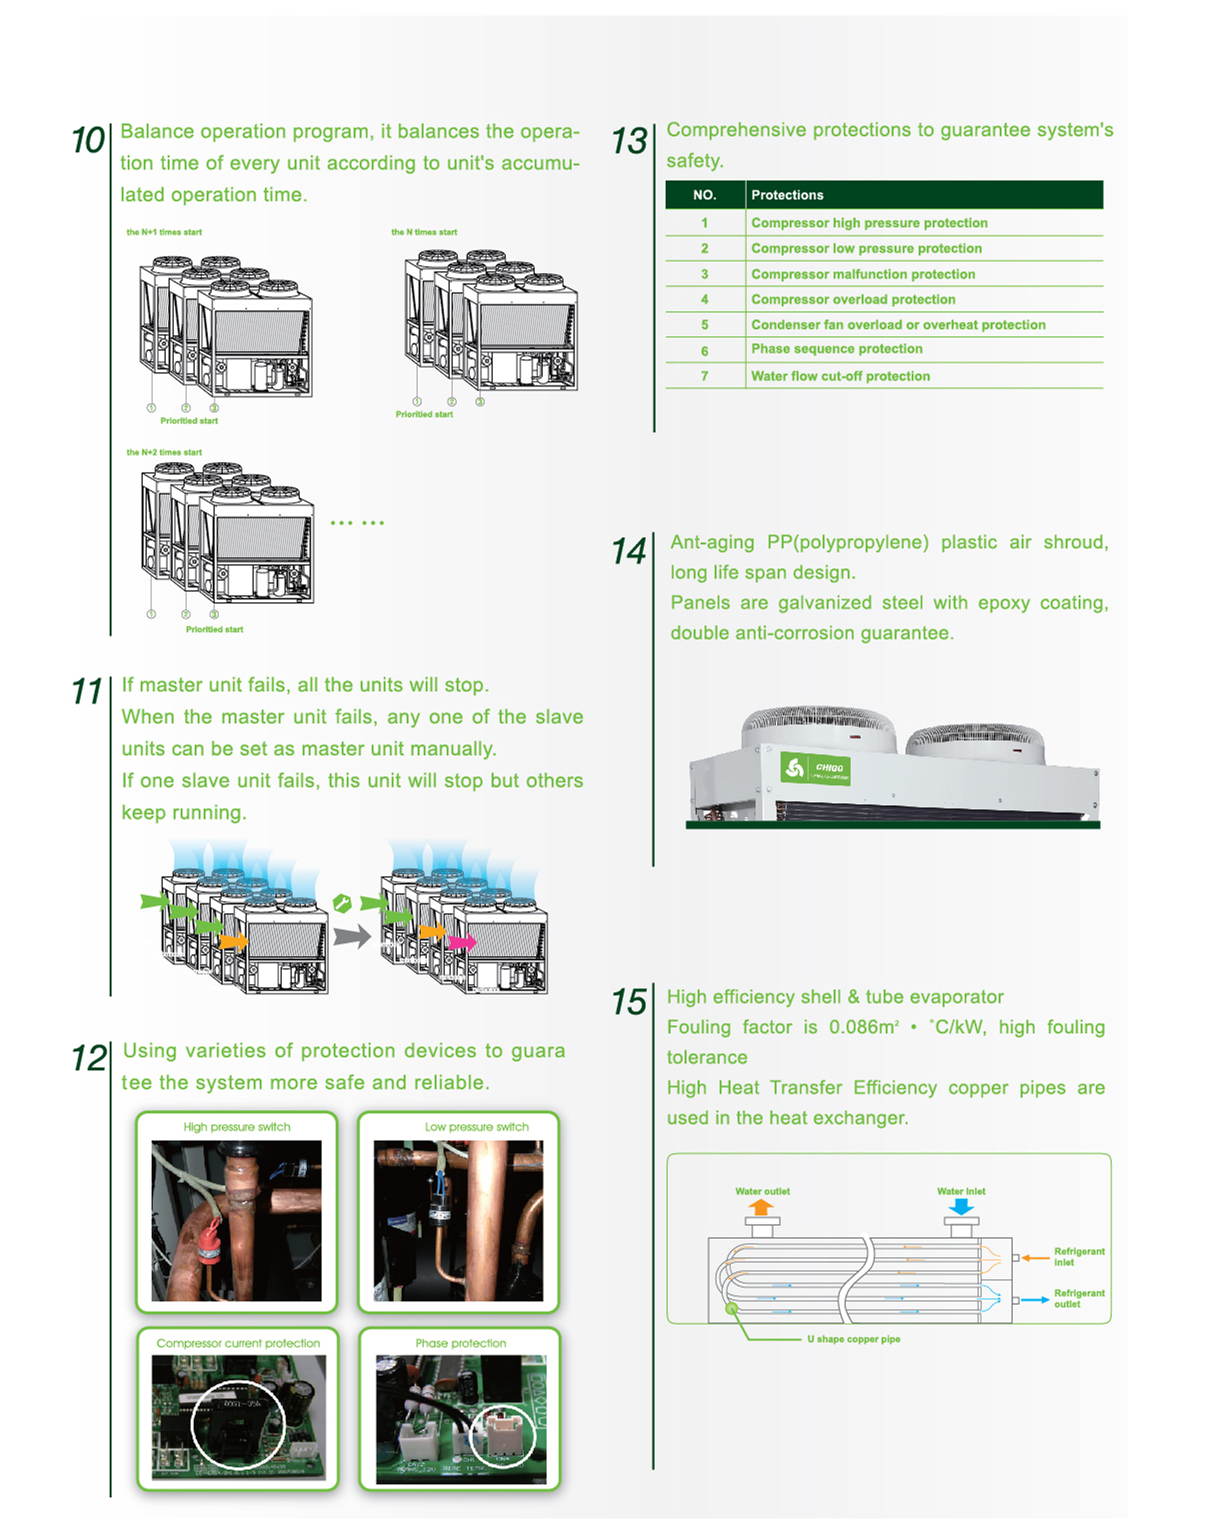 10
Balance operation program, it balances the opera-
tion time of every unit according to unit's accumu-
lated operation time.
the N+1 times start
the N times start
1 2 3
Prioritied start
1 2 3
Prioritied start
the N+2 times start
... ...
1 2 3
Prioritied start
11
If master unit fails, all the units will stop.
When the master unit fails, any one of the slave
units can be set as master unit manually.
If one slave unit fails, this unit will stop but others
keep running.
12
Using varieties of protection devices to guara
tee the system more safe and reliable.
High pressure switch
Low pressure switch
Compressor current protection
Phase protection
13
Comprehensive protections to guarantee system's
safety.
NO. Protections
1 Compressor high pressure protection
2 Compressor low pressure protection
3 Compressor malfunction protection
4 Compressor overload protection
5 Condenser fan overload or overheat protection
6 Phase sequence protection
7 Water flow cut-off protection
14
Ant-aging PP(polypropylene) plastic air shroud,
long life span design.
Panels are galvanized steel with epoxy coating,
double anti-corrosion guarantee.
CHIGO
15
High efficiency shell & tube evaporator
Fouling factor is 0.086m² • °C/kW, high fouling
tolerance
High Heat Transfer Efficiency copper pipes are
used in the heat exchanger.
Water outlet
Water inlet
Refrigerant
inlet
Refrigerant
outlet
U shape copper pipe